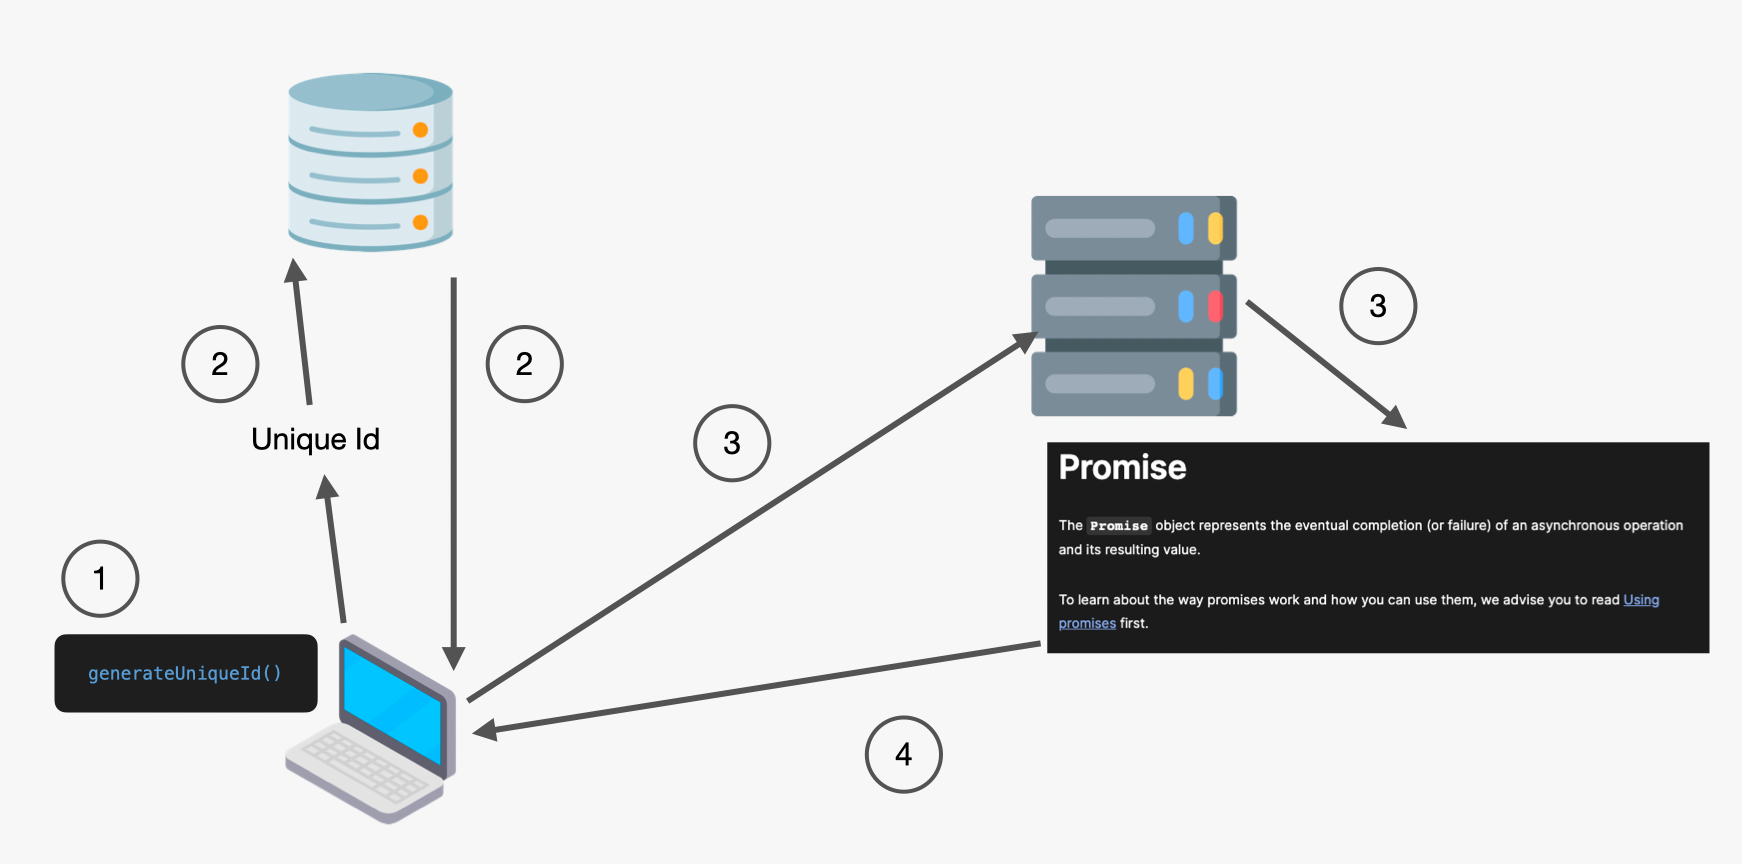 2
2
3
3
Unique Id
Promise
The Promise object represents the eventual completion (or failure) of an asynchronous operation
and its resulting value.
1
To learn about the way promises work and how you can use them, we advise you to read Using
promises first.
generateUniqueId()
4